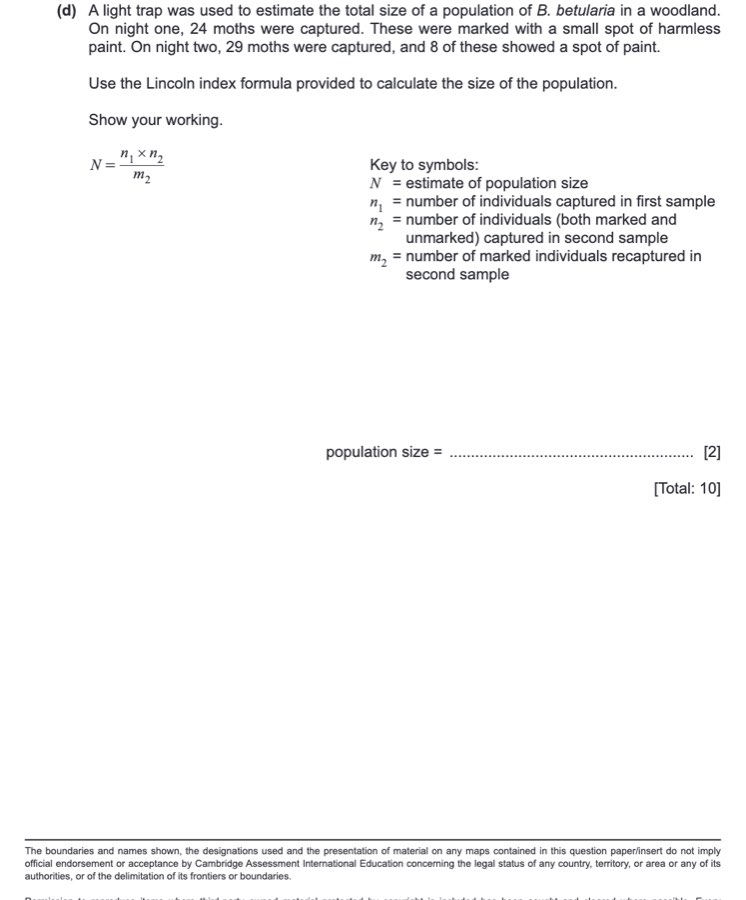 (d) A light trap was used to estimate the total size of a population of B. betularia in a woodland.
On night one, 24 moths were captured. These were marked with a small spot of harmless
paint. On night two, 29 moths were captured, and 8 of these showed a spot of paint.
Use the Lincoln index formula provided to calculate the size of the population.
Show your working.
N = n₁ × n₂ / m₂
Key to symbols:
N = estimate of population size
n₁ = number of individuals captured in first sample
n₂ = number of individuals (both marked and
unmarked) captured in second sample
m₂ = number of marked individuals recaptured in
second sample
population size = .......................................................... [2]
[Total: 10]
The boundaries and names shown, the designations used and the presentation of material on any maps contained in this question paper/insert do not imply
official endorsement or acceptance by Cambridge Assessment International Education concerning the legal status of any country, territory, or area or any of its
authorities, or of the delimitation of its frontiers or boundaries.